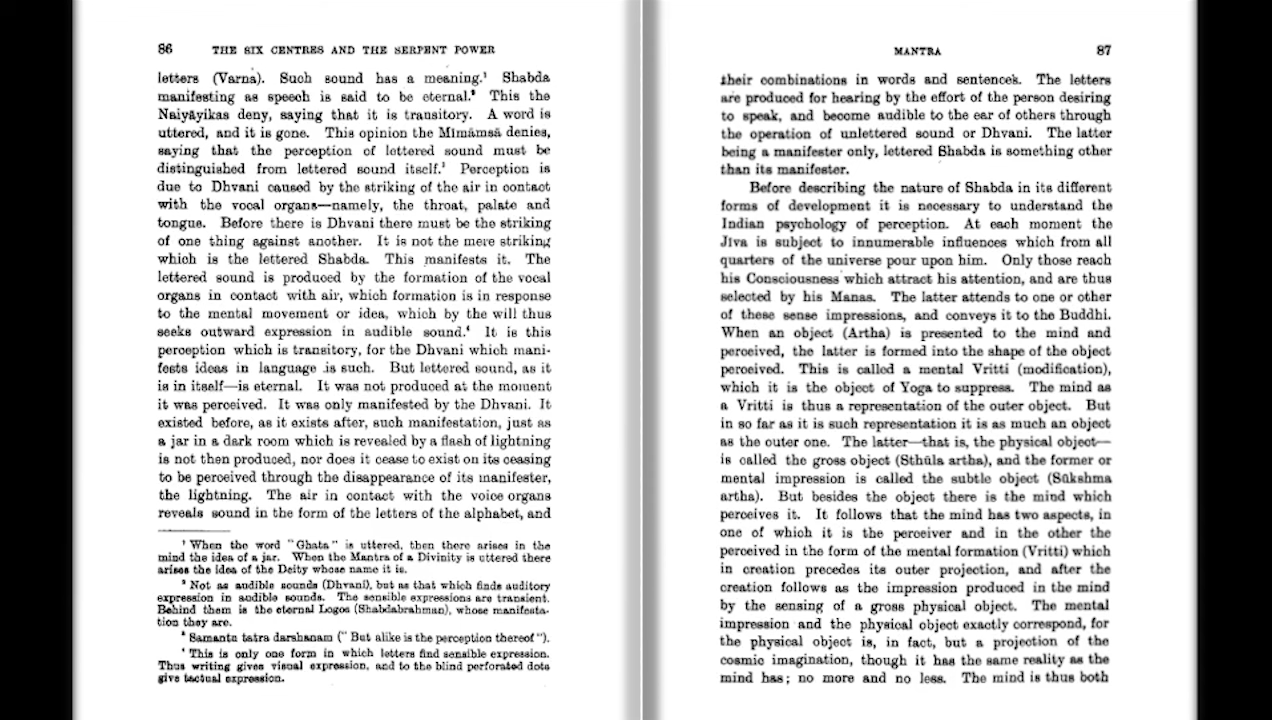 86 THE SIX CENTRES AND THE SERPENT POWER
letters (Varna). Such sound has a meaning.¹ Shabda
manifesting as speech is said to be eternal.² This the
Naiyāyikas deny, saying that it is transitory. A word is
uttered, and it is gone. This opinion the Mīmāmsā denies,
saying that the perception of lettered sound must be
distinguished from lettered sound itself.³ Perception is
due to Dhvani caused by the striking of the air in contact
with the vocal organs—namely, the throat, palate and
tongue. Before there is Dhvani there must be the striking
of one thing against another. It is not the mere striking
which is the lettered Shabda. This manifests it. The
lettered sound is produced by the formation of the vocal
organs in contact with air, which formation is in response
to the mental movement or idea, which by the will thus
seeks outward expression in audible sound.⁴ It is this
perception which is transitory, for the Dhvani which mani-
fests ideas in language is such. But lettered sound, as it
is in itself—is eternal. It was not produced at the moment
it was perceived. It was only manifested by the Dhvani. It
existed before, as it exists after, such manifestation, just as
a jar in a dark room which is revealed by a flash of lightning
is not then produced, nor does it cease to exist on its ceasing
to be perceived through the disappearance of its manifester,
the lightning. The air in contact with the voice organs
reveals sound in the form of the letters of the alphabet, and
¹ When the word "Ghata" is uttered, then there arises in the
mind the idea of a jar. When the Mantra of a Divinity is uttered there
arises the idea of the Deity whose name it is.
² Not as audible sounds (Dhvani), but as that which finds auditory
expression in audible sounds. The sensible expressions are transient.
Behind them is the eternal Logos (Shabdabrahman), whose manifesta-
tion they are.
³ Samantu tatra darshanam ("But alike is the perception thereof").
⁴ This is only one form in which letters find sensible expression.
Thus writing gives visual expression, and to the blind perforated dots
give tactual expression.
MANTRA 87
their combinations in words and sentences. The letters
are produced for hearing by the effort of the person desiring
to speak, and become audible to the ear of others through
the operation of unlettered sound or Dhvani. The latter
being a manifester only, lettered Shabda is something other
than its manifester.
Before describing the nature of Shabda in its different
forms of development it is necessary to understand the
Indian psychology of perception. At each moment the
Jīva is subject to innumerable influences which from all
quarters of the universe pour upon him. Only those reach
his Consciousness which attract his attention, and are thus
selected by his Manas. The latter attends to one or other
of these sense impressions, and conveys it to the Buddhi.
When an object (Artha) is presented to the mind and
perceived, the latter is formed into the shape of the object
perceived. This is called a mental Vritti (modification),
which it is the object of Yoga to suppress. The mind as
a Vritti is thus a representation of the outer object. But
in so far as it is such representation it is as much an object
as the outer one. The latter—that is, the physical object—
is called the gross object (Sthūla artha), and the former or
mental impression is called the subtle object (Sūkshma
artha). But besides the object there is the mind which
perceives it. It follows that the mind has two aspects, in
one of which it is the perceiver and in the other the
perceived in the form of the mental formation (Vritti) which
in creation precedes its outer projection, and after the
creation follows as the impression produced in the mind
by the sensing of a gross physical object. The mental
impression and the physical object exactly correspond, for
the physical object is, in fact, but a projection of the
cosmic imagination, though it has the same reality as the
mind has; no more and no less. The mind is thus both